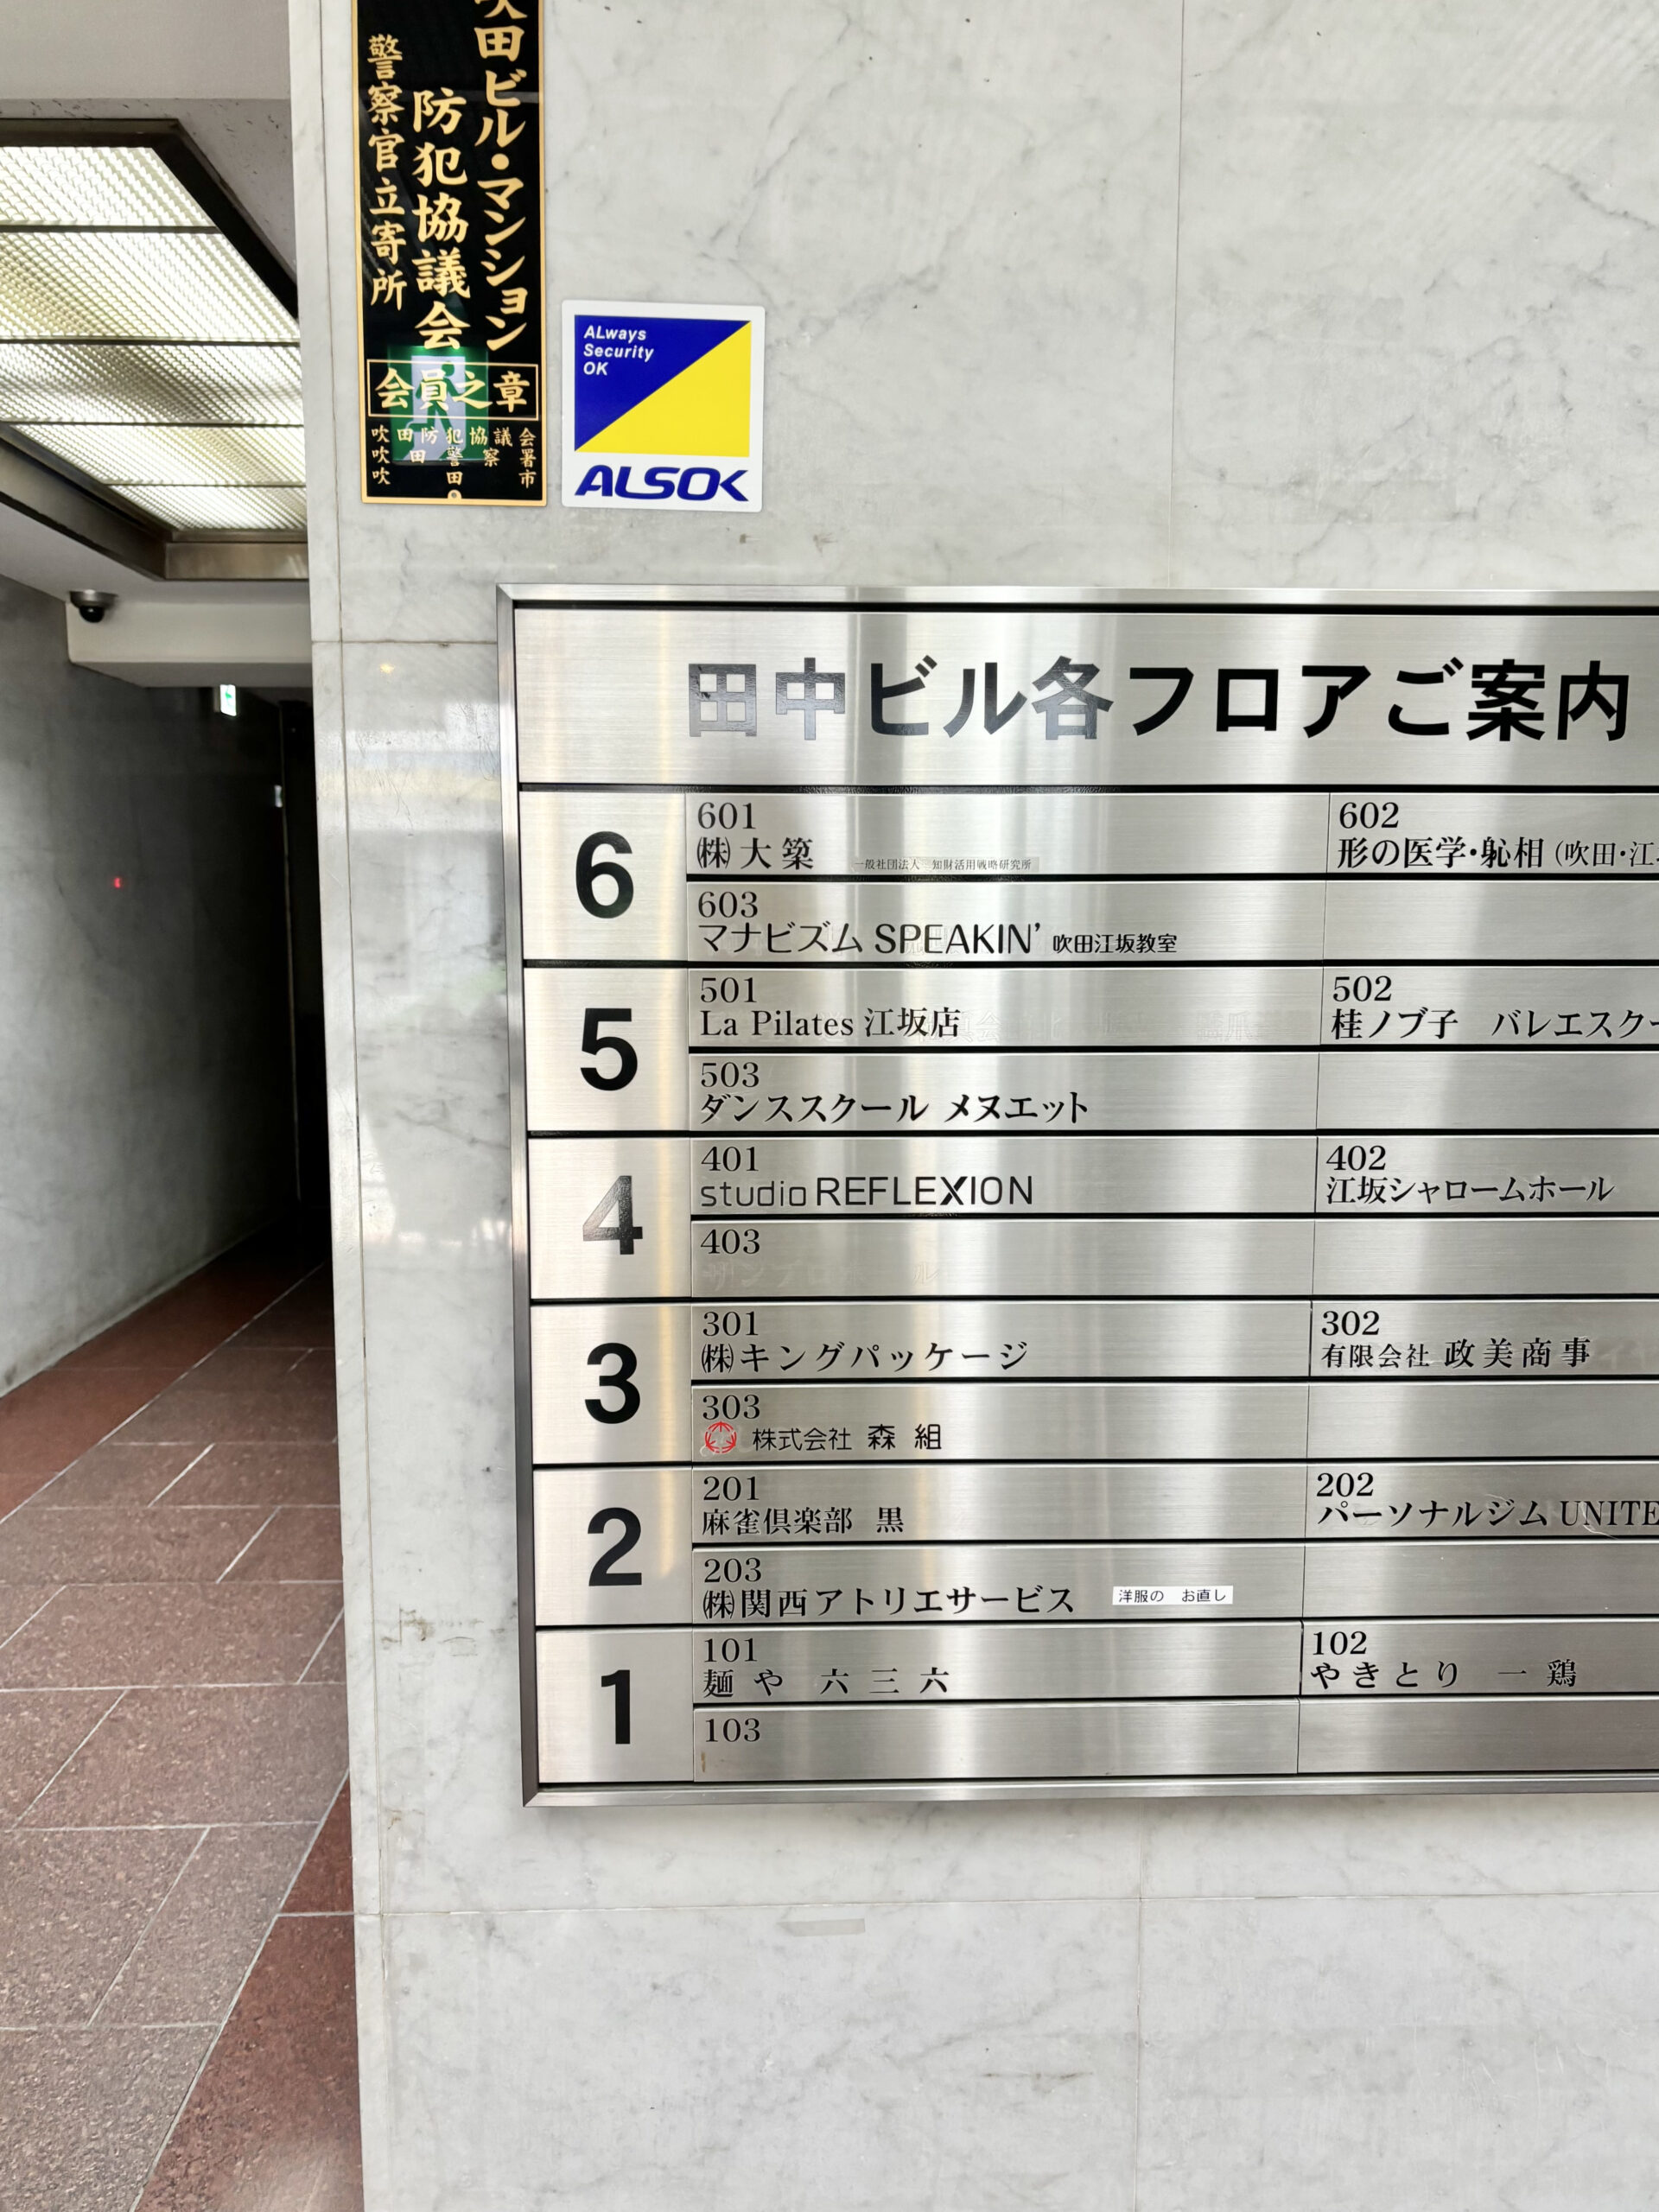 吹田ビル・マンション
防犯協議会
警察官立寄所
会員之章
吹田防犯協議会
吹田警察署
吹田市
ALways
Security
OK
ALSOK
田中ビル各フロアご案内
6
601
㈱大築
一般社団法人 知財活用戦略研究所
602
形の医学・躰相(吹田・江
603
マナビズム SPEAKIN' 吹田江坂教室
5
501
La Pilates 江坂店
502
桂ノブ子 バレエスクー
503
ダンススクール メヌエット
4
401
studio REFLEXION
402
江坂シャロームホール
403
3
301
㈱キングパッケージ
302
有限会社 政美商事
303
株式会社 森組
2
201
麻雀倶楽部 黒
202
パーソナルジム UNITE
203
㈱関西アトリエサービス
洋服の お直し
1
101
麺や 六三六
102
やきとり 一鶏
103